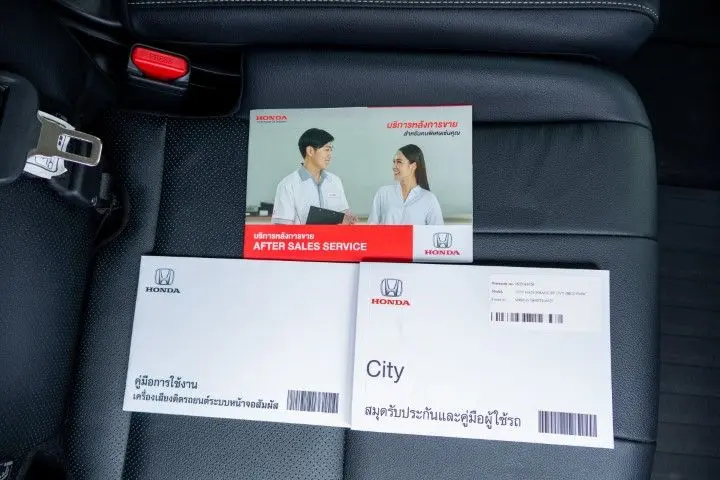 PRESS
HONDA
บริการหลังการขาย
สำหรับคนพิเศษเช่นคุณ
บริการหลังการขาย
AFTER SALES SERVICE
HONDA
HONDA
คู่มือการใช้งาน
เครื่องเสียงติดรถยนต์ระบบหน้าจอสัมผัส
HONDA
City
สมุดรับประกันและคู่มือผู้ใช้รถ